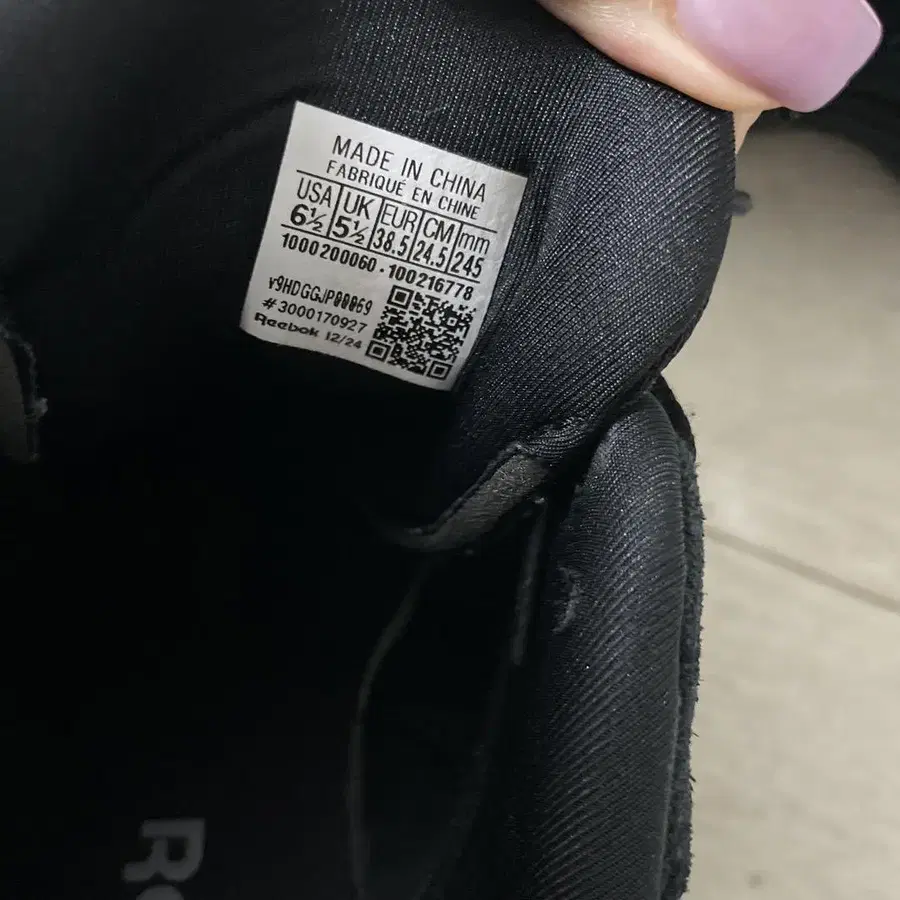 MADE IN CHINA
FABRIQUÉ EN CHINE
USA UK EUR CM mm
6½ 5½ 38.5 24.5 245
1000200060 - 100216778
#3000170927
Reebok 12/24